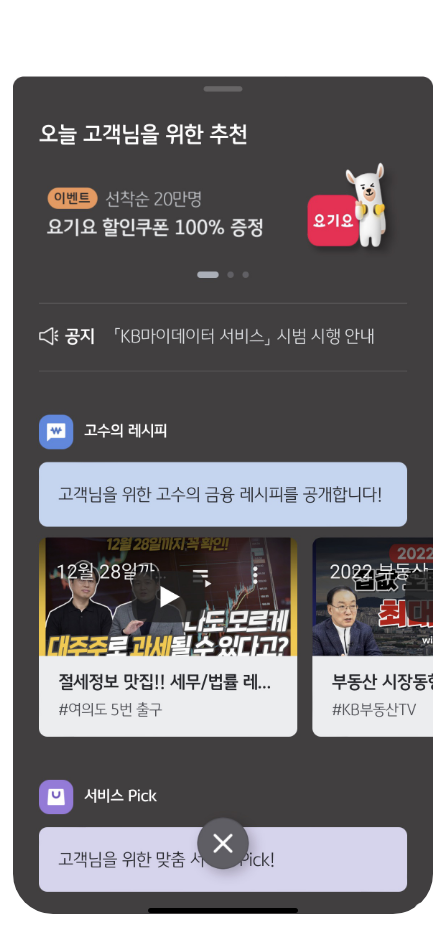 오늘 고객님을 위한 추천
이벤트 선착순 20만명
요기요 할인쿠폰 100% 증정
요기요
공지 「KB마이데이터 서비스」 시범 시행 안내
고수의 레시피
고객님을 위한 고수의 금융 레시피를 공개합니다!
12월 28일까지 꼭 확인!!
12월 28일까...
나도 모르게
대주주로 과세될 수 있다고?
절세정보 맛집!! 세무/법률 레...
#여의도 5번 출구
2022
2022 부동산
집값
최대
wi
부동산 시장동향
#KB부동산TV
서비스 Pick
고객님을 위한 맞춤 서 Pick!